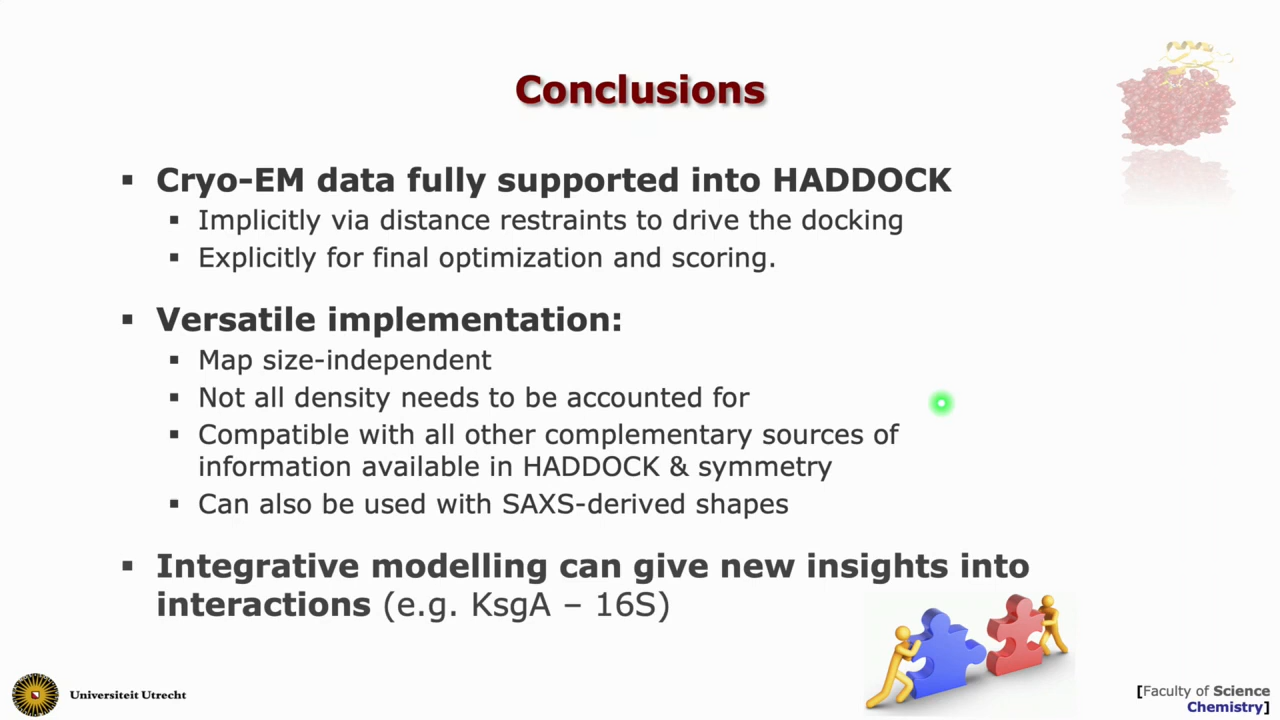 Conclusions
▪ Cryo-EM data fully supported into HADDOCK
▪ Implicitly via distance restraints to drive the docking
▪ Explicitly for final optimization and scoring.
▪ Versatile implementation:
▪ Map size-independent
▪ Not all density needs to be accounted for
▪ Compatible with all other complementary sources of
information available in HADDOCK & symmetry
▪ Can also be used with SAXS-derived shapes
▪ Integrative modelling can give new insights into
interactions (e.g. KsgA – 16S)
Universiteit Utrecht
[Faculty of Science
Chemistry]